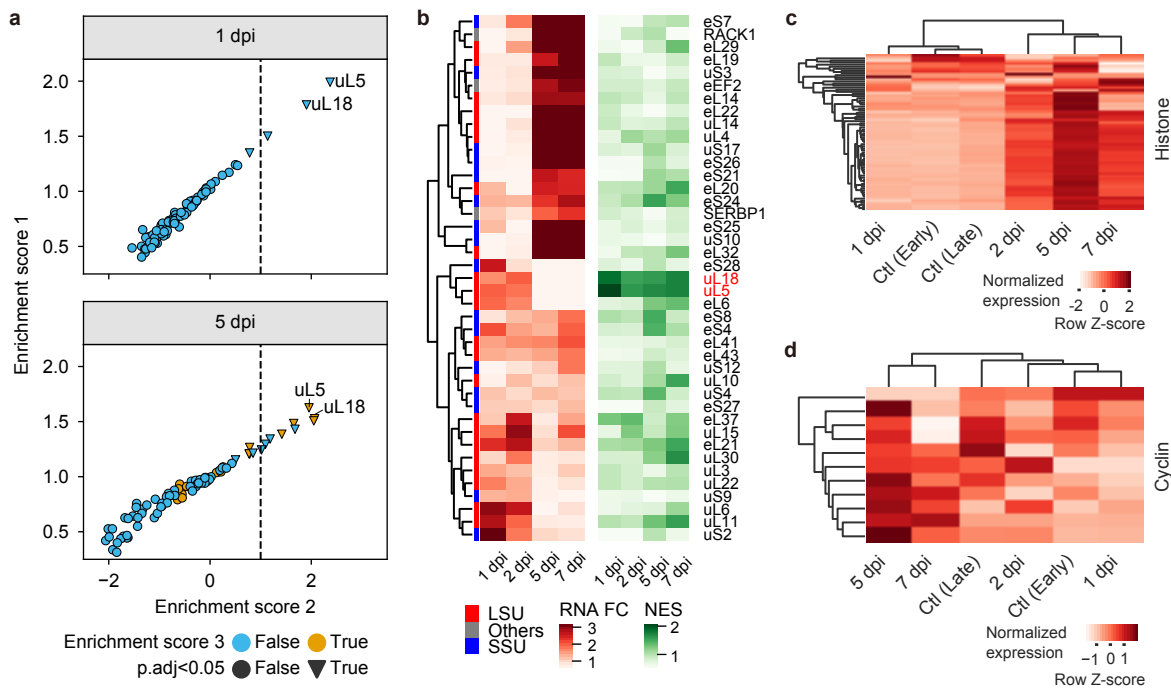 a
1 dpi
2.0
1.5
1.0
0.5
uL5
uL18
5 dpi
2.0
1.5
1.0
0.5
uL5
uL18
−2
0
2
Enrichment score 1
Enrichment score 2
Enrichment score 3 False True
p.adj<0.05 False True
b
eS7
RACK1
eL29
eL19
uS3
eEF2
eL14
eL22
uL14
uL4
uS17
eS26
eS21
eL20
eS24
SERBP1
eS25
uS10
eL32
eS28
uL18
uL5
eL6
eS8
eS4
eL41
eL43
uS12
uL10
uS4
eS27
eL37
uL15
eL21
uL30
uL3
uL22
uS9
uL6
uL11
uS2
1 dpi 2 dpi 5 dpi 7 dpi 1 dpi 2 dpi 5 dpi 7 dpi
LSU
Others
SSU
RNA FC
3
2
1
NES
2
1
c
Histone
1 dpi Ctl (Early) Ctl (Late) 2 dpi 5 dpi 7 dpi
Normalized
expression
−2 0 2
Row Z-score
d
Cyclin
5 dpi 7 dpi Ctl (Late) 2 dpi Ctl (Early) 1 dpi
Normalized
expression
−1 0 1
Row Z-score